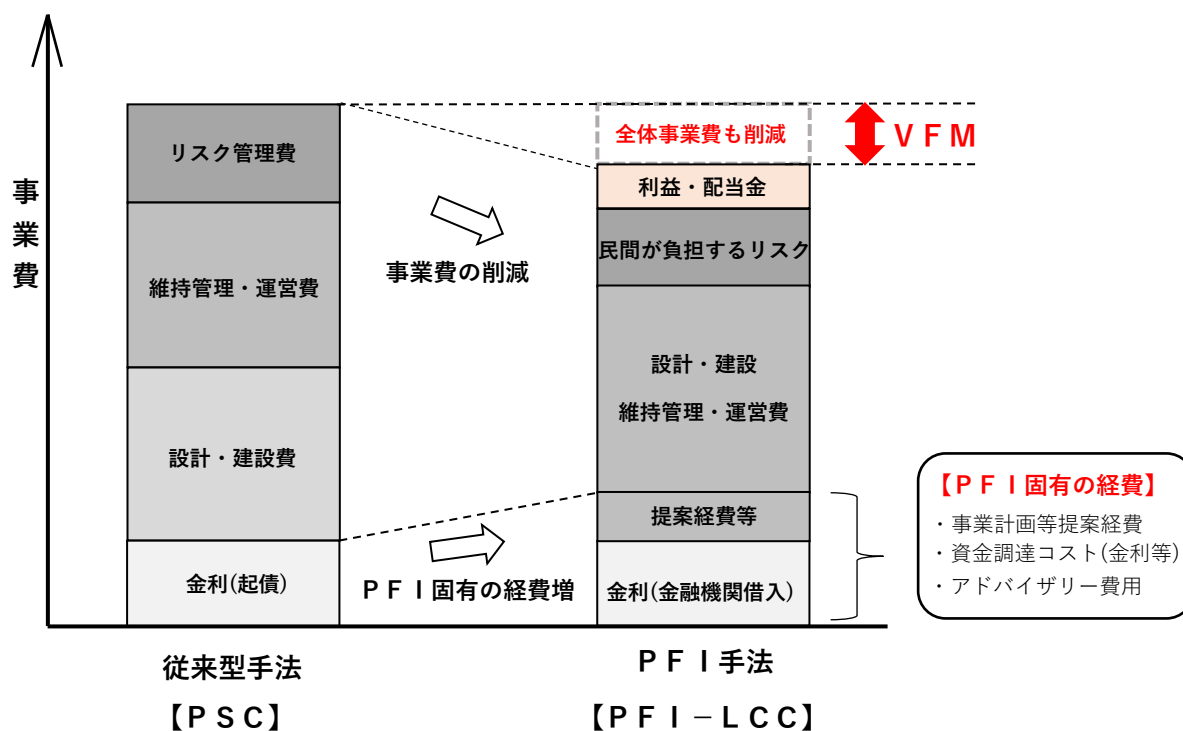 事業費
リスク管理費
維持管理・運営費
設計・建設費
金利(起債)
事業費の削減
PFI固有の経費増
全体事業費も削減
VFM
利益・配当金
民間が負担するリスク
設計・建設
維持管理・運営費
提案経費等
金利(金融機関借入)
【PFI固有の経費】
・事業計画等提案経費
・資金調達コスト(金利等)
・アドバイザリー費用
従来型手法
【PSC】
PFI手法
【PFI－LCC】